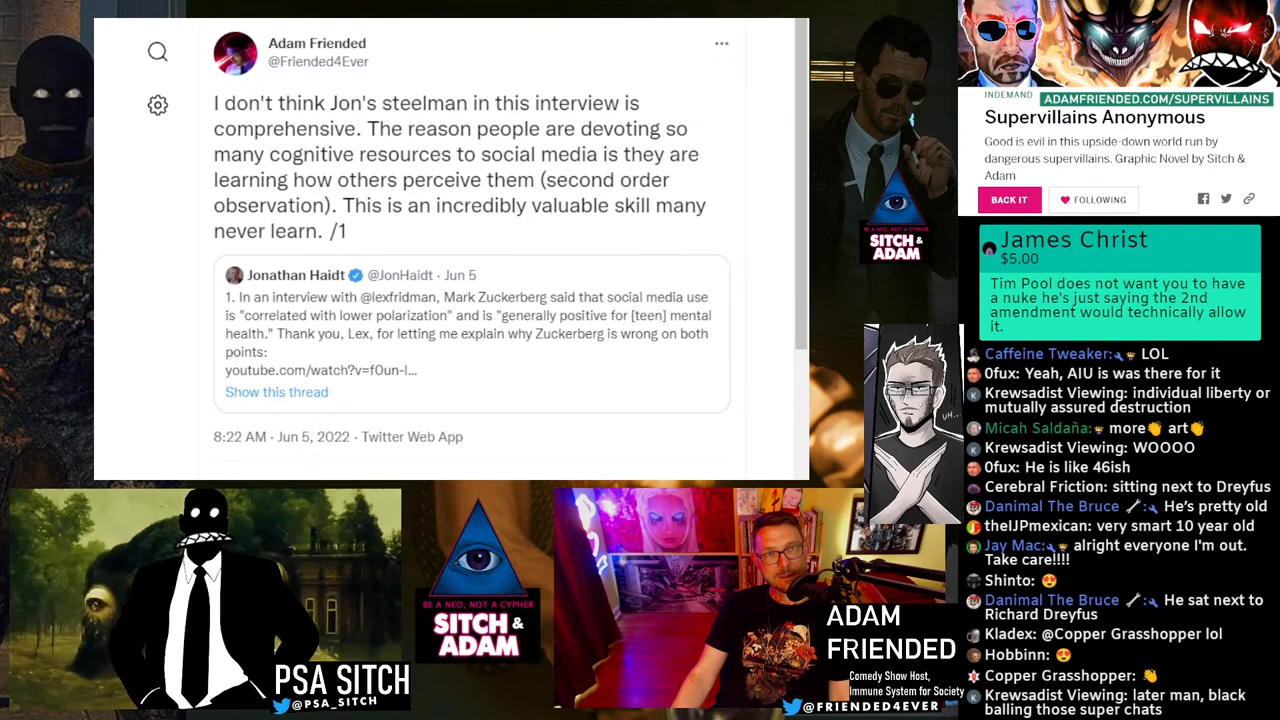 Adam Friended
@Friended4Ever
I don't think Jon's steelman in this interview is
comprehensive. The reason people are devoting so
many cognitive resources to social media is they are
learning how others perceive them (second order
observation). This is an incredibly valuable skill many
never learn. /1
Jonathan Haidt @JonHaidt · Jun 5
1. In an interview with @lexfridman, Mark Zuckerberg said that social media use
is "correlated with lower polarization" and is "generally positive for [teen] mental
health." Thank you, Lex, for letting me explain why Zuckerberg is wrong on both
points:
youtube.com/watch?v=f0un-l...
Show this thread
8:22 AM · Jun 5, 2022 · Twitter Web App
BE A NEO, NOT A CYPHER
SITCH &
ADAM
UH...
INDEMAND
ADAMFRIENDED.COM/SUPERVILLAINS
Supervillains Anonymous
Good is evil in this upside-down world run by
dangerous supervillains. Graphic Novel by Sitch &
Adam
BACK IT
FOLLOWING
James Christ
$5.00
Tim Pool does not want you to have
a nuke he's just saying the 2nd
amendment would technically allow
it.
Caffeine Tweaker: LOL
0fux: Yeah, AIU is was there for it
Krewsadist Viewing: individual liberty or
mutually assured destruction
Micah Saldaña: more👏 art👏
Krewsadist Viewing: WOOOO
0fux: He is like 46ish
Cerebral Friction: sitting next to Dreyfus
Danimal The Bruce : He's pretty old
theIJPmexican: very smart 10 year old
Jay Mac: alright everyone I'm out.
Take care!!!!
Shinto: 😍
Danimal The Bruce : He sat next to
Richard Dreyfus
Kladex: @Copper Grasshopper lol
Hobbinn: 😍
Copper Grasshopper: 👏
Krewsadist Viewing: later man, black
balling those super chats
PSA SITCH
@PSA_SITCH
BE A NEO, NOT A CYPHER
SITCH &
ADAM
ADAM
FRIENDED
Comedy Show Host,
Immune System for Society
@FRIENDED4EVER